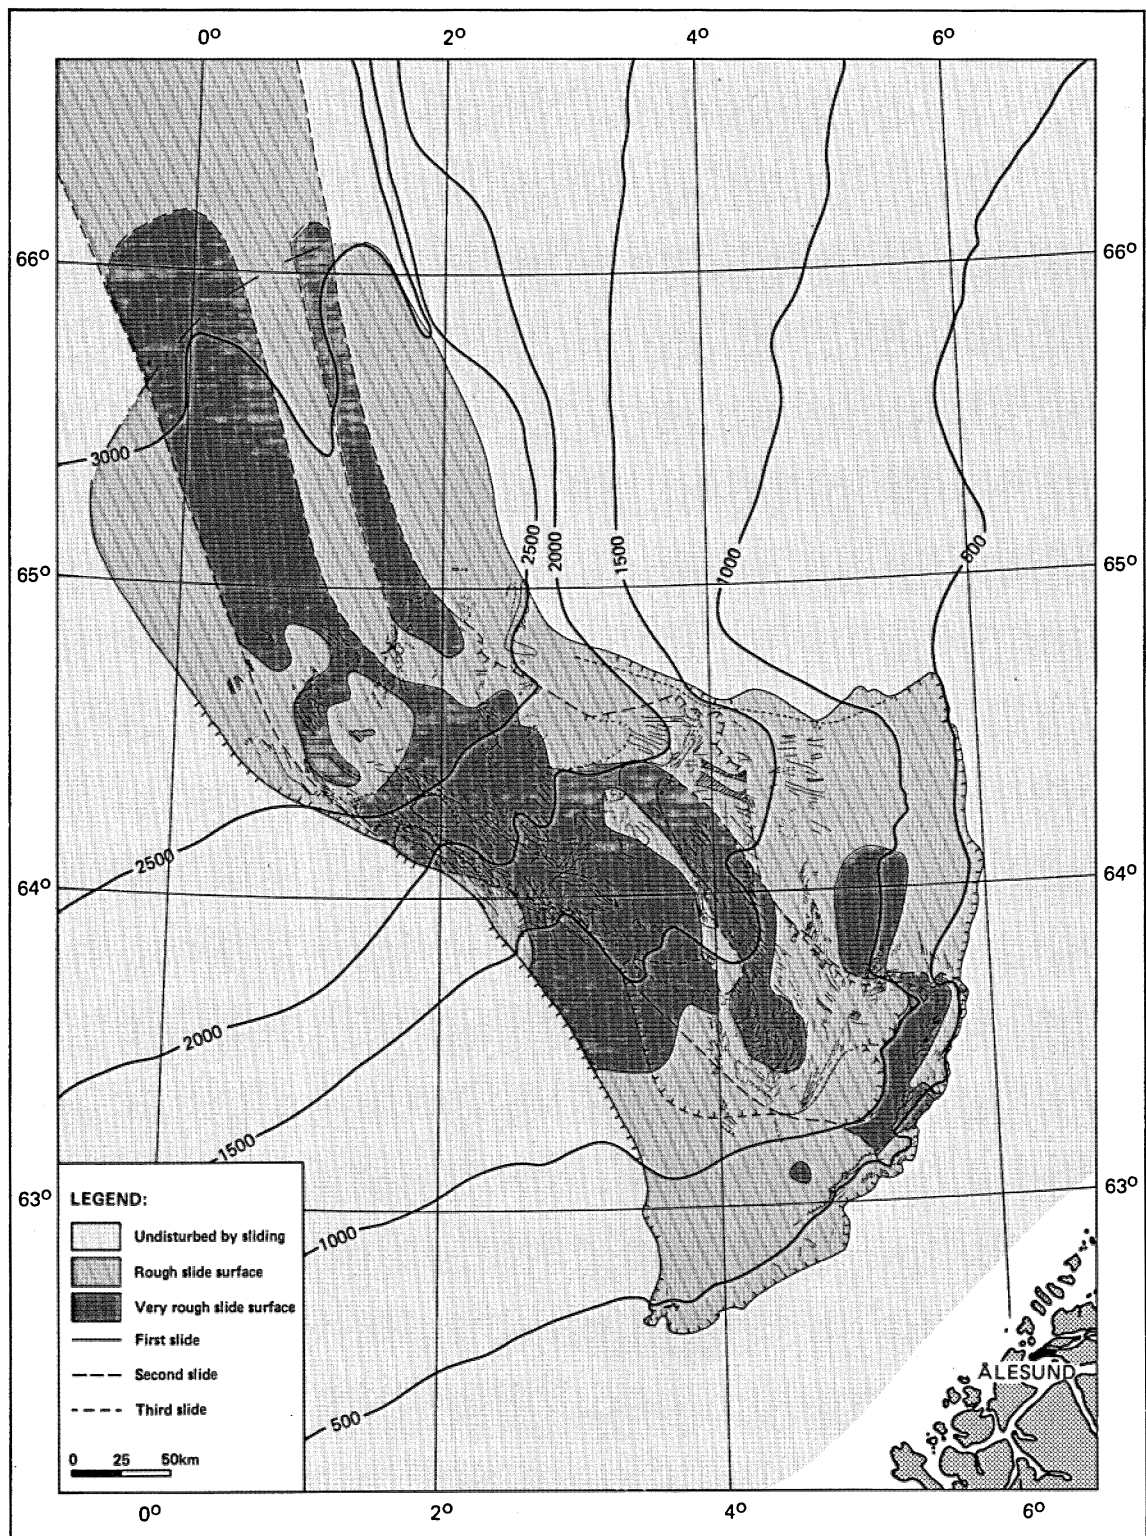 0° 2° 4° 6°
66° 66°
3000
2500
2000
1500
1000
500
65° 65°
2500
64° 64°
2000
1500
63° 63°
LEGEND:
Undisturbed by sliding
Rough slide surface
Very rough slide surface
First slide
Second slide
Third slide
0 25 50km
1000
500
ÅLESUND
0° 2° 4° 6°